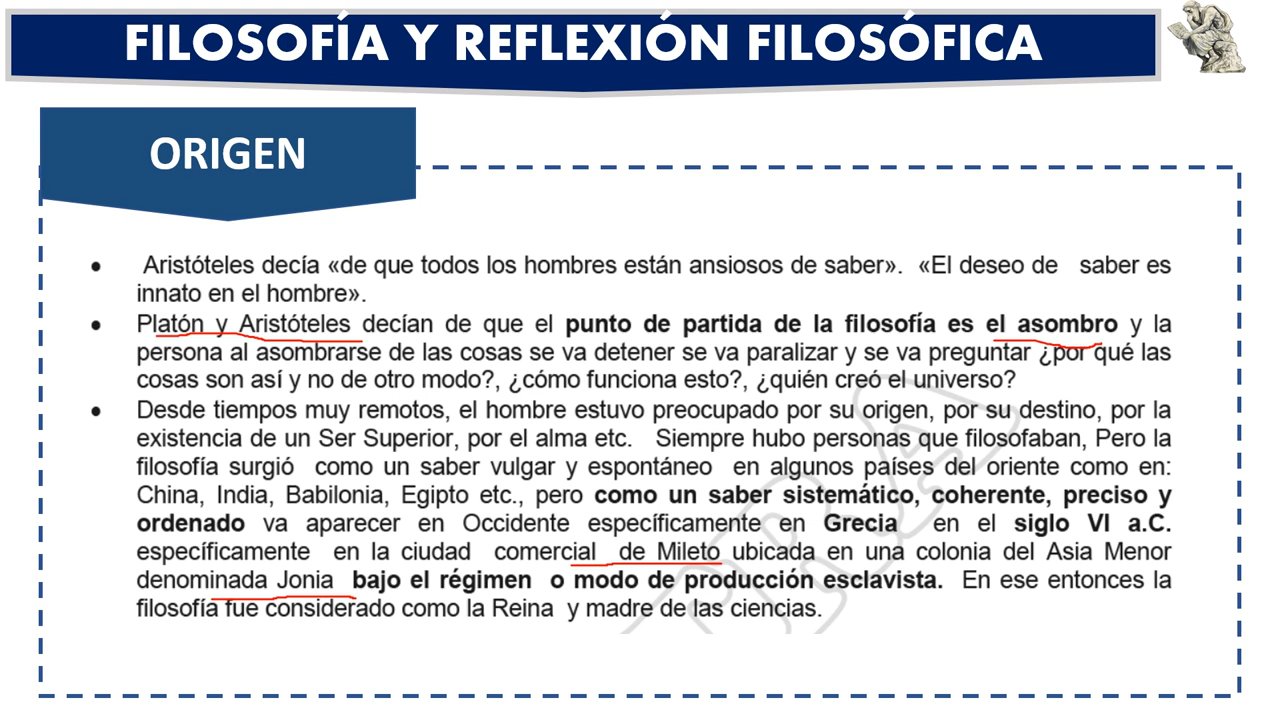 FILOSOFÍA Y REFLEXIÓN FILOSÓFICA
ORIGEN
• Aristóteles decía «de que todos los hombres están ansiosos de saber». «El deseo de saber es
innato en el hombre».
• Platón y Aristóteles decían de que el punto de partida de la filosofía es el asombro y la
persona al asombrarse de las cosas se va detener se va paralizar y se va preguntar ¿por qué las
cosas son así y no de otro modo?, ¿cómo funciona esto?, ¿quién creó el universo?
• Desde tiempos muy remotos, el hombre estuvo preocupado por su origen, por su destino, por la
existencia de un Ser Superior, por el alma etc. Siempre hubo personas que filosofaban, Pero la
filosofía surgió como un saber vulgar y espontáneo en algunos países del oriente como en:
China, India, Babilonia, Egipto etc., pero como un saber sistemático, coherente, preciso y
ordenado va aparecer en Occidente específicamente en Grecia en el siglo VI a.C.
específicamente en la ciudad comercial de Mileto ubicada en una colonia del Asia Menor
denominada Jonia bajo el régimen o modo de producción esclavista. En ese entonces la
filosofía fue considerado como la Reina y madre de las ciencias.